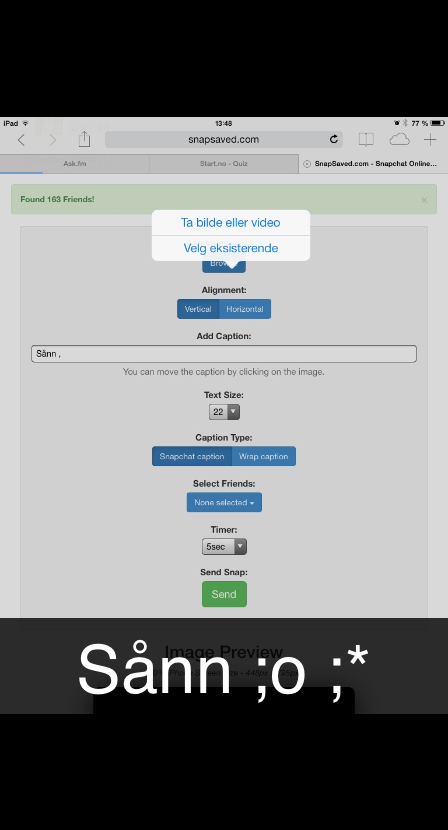 iPad 13:48 77 %
snapsaved.com
Ask.fm Start.no - Quiz SnapSaved.com - Snapchat Online...
Found 163 Friends! ×
Ta bilde eller video
Velg eksisterende
Alignment:
Vertical Horizontal
Add Caption:
Sånn ,
You can move the caption by clicking on the image.
Text Size:
22
Caption Type:
Snapchat caption Wrap caption
Select Friends:
None selected
Timer:
5sec
Send Snap:
Send
Image Preview
Sånn ;o ;*